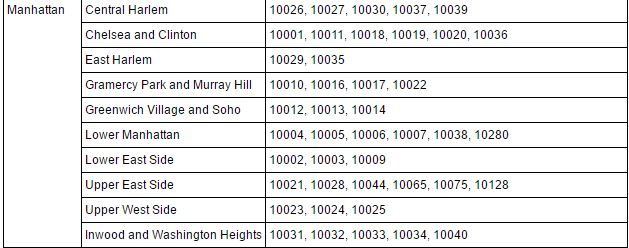 Manhattan Central Harlem 10026, 10027, 10030, 10037, 10039
Chelsea and Clinton 10001, 10011, 10018, 10019, 10020, 10036
East Harlem 10029, 10035
Gramercy Park and Murray Hill 10010, 10016, 10017, 10022
Greenwich Village and Soho 10012, 10013, 10014
Lower Manhattan 10004, 10005, 10006, 10007, 10038, 10280
Lower East Side 10002, 10003, 10009
Upper East Side 10021, 10028, 10044, 10065, 10075, 10128
Upper West Side 10023, 10024, 10025
Inwood and Washington Heights 10031, 10032, 10033, 10034, 10040